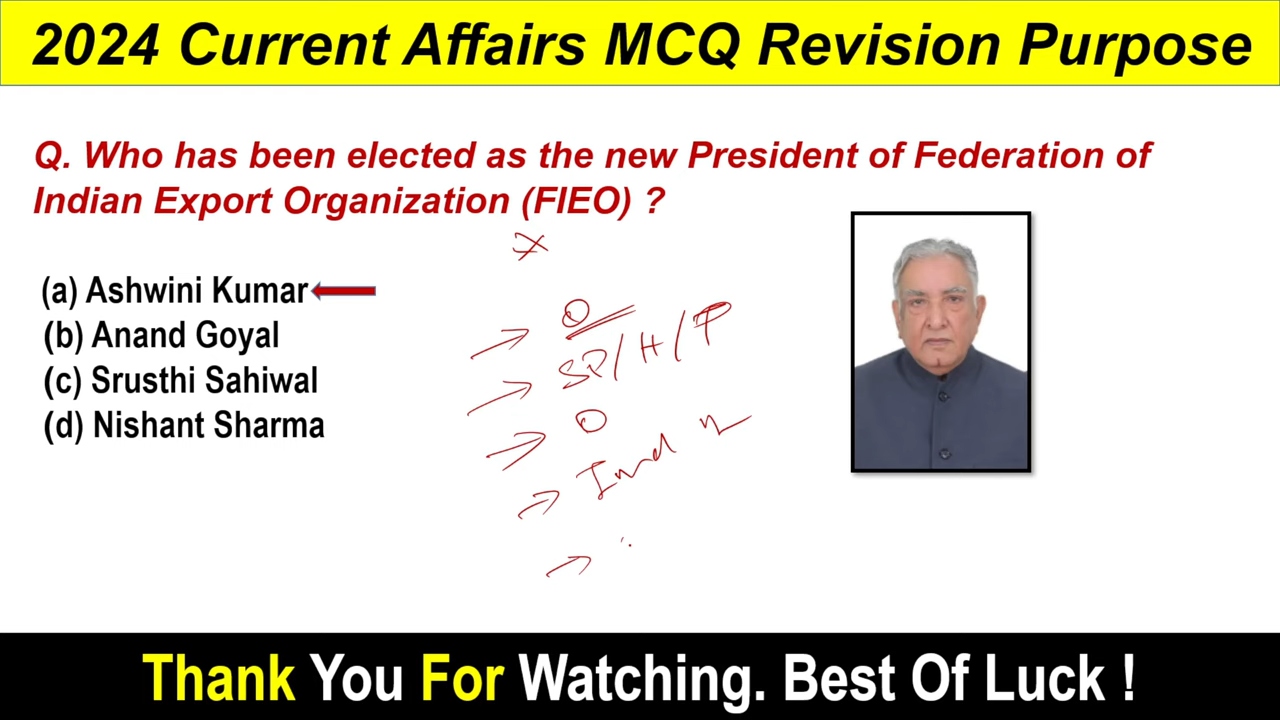 2024 Current Affairs MCQ Revision Purpose
Q. Who has been elected as the new President of Federation of
Indian Export Organization (FIEO) ?
(a) Ashwini Kumar
(b) Anand Goyal
(c) Srusthi Sahiwal
(d) Nishant Sharma
SP/H/P
Thank You For Watching. Best Of Luck !